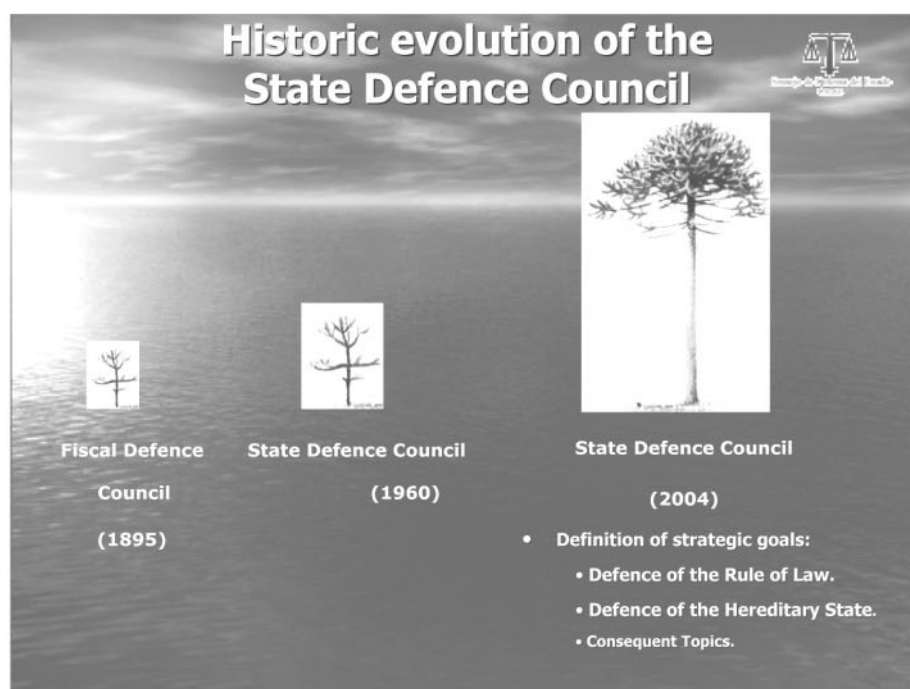 Historic evolution of the
State Defence Council
Fiscal Defence
Council
(1895)
State Defence Council
(1960)
State Defence Council
(2004)
• Definition of strategic goals:
• Defence of the Rule of Law.
• Defence of the Hereditary State.
• Consequent Topics.